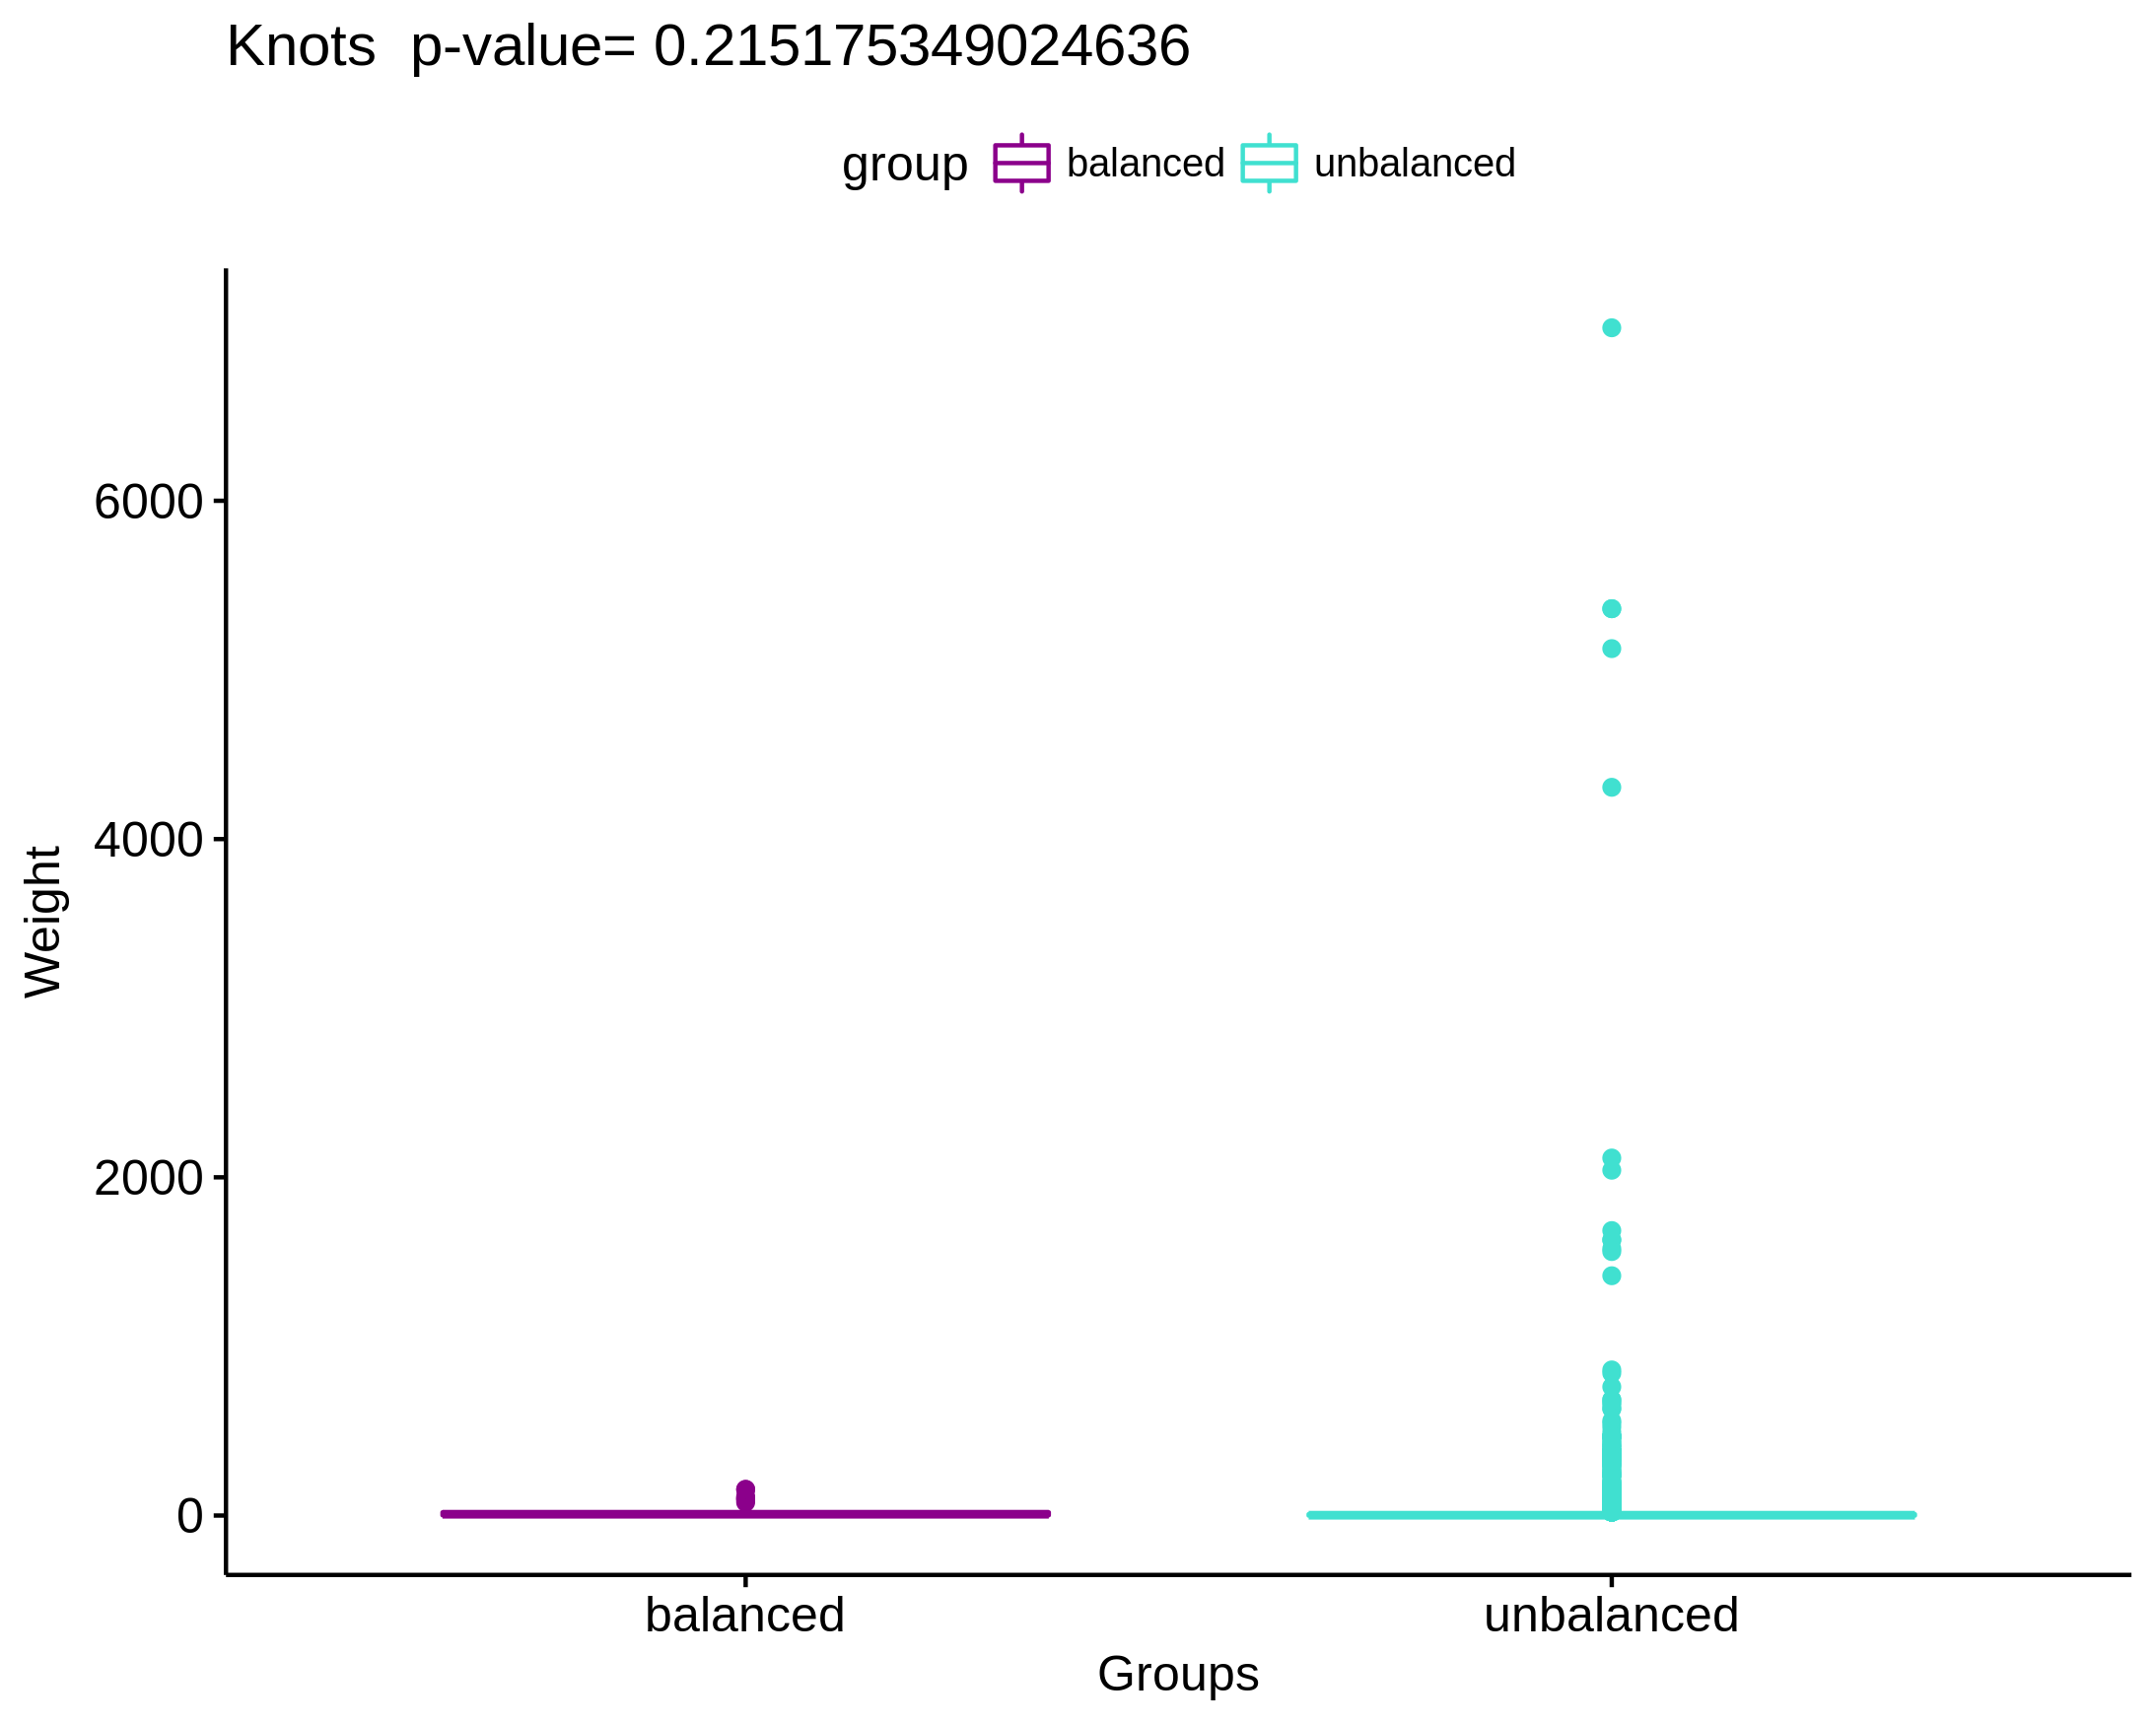 Knots  p-value= 0.215175349024636
group balanced unbalanced
6000
4000
2000
0
Weight
balanced unbalanced
Groups